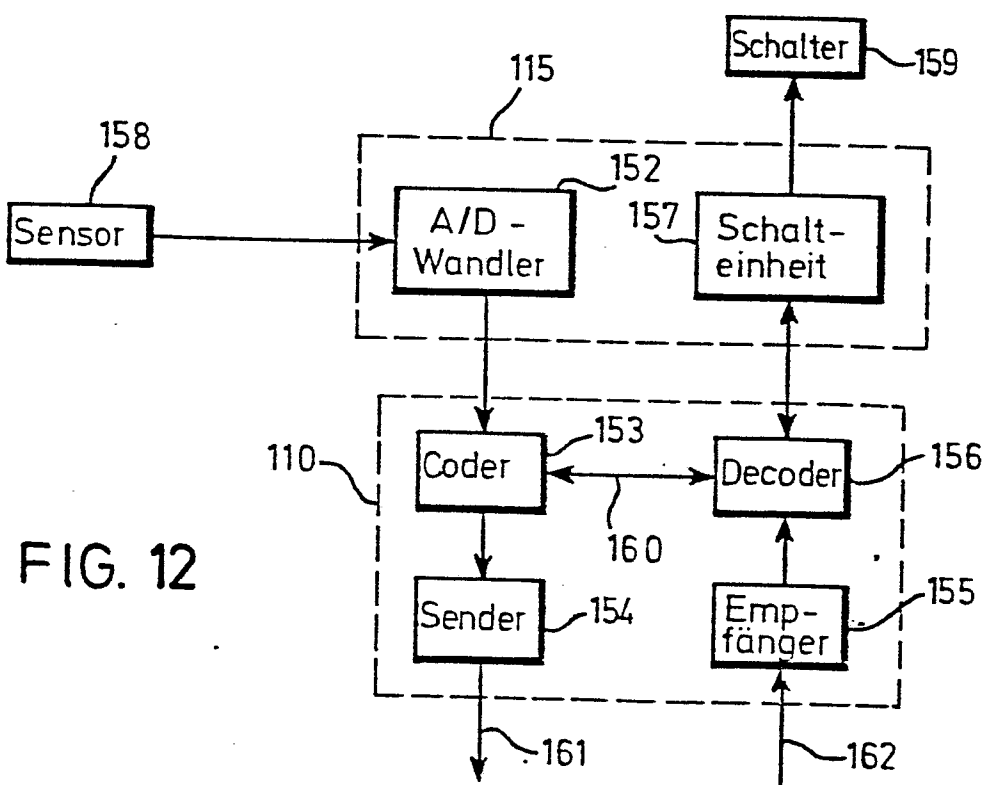 Schalter
159
115
158
152
Sensor
A/D -
Wandler
157
Schalt-
einheit
110
153
Coder
Decoder
156
160
FIG. 12
Sender
154
Emp-
fänger
155
161
162